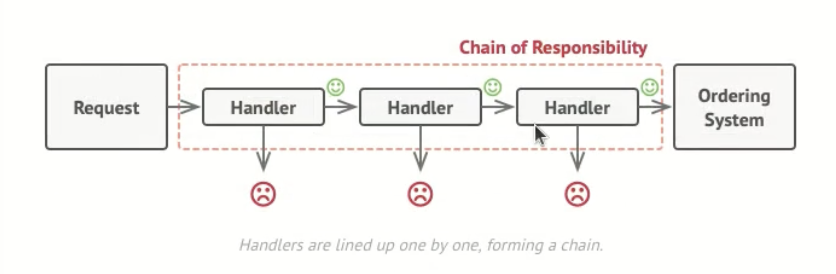 Chain of Responsibility
Request
Handler
Handler
Handler
Ordering
System
Handlers are lined up one by one, forming a chain.